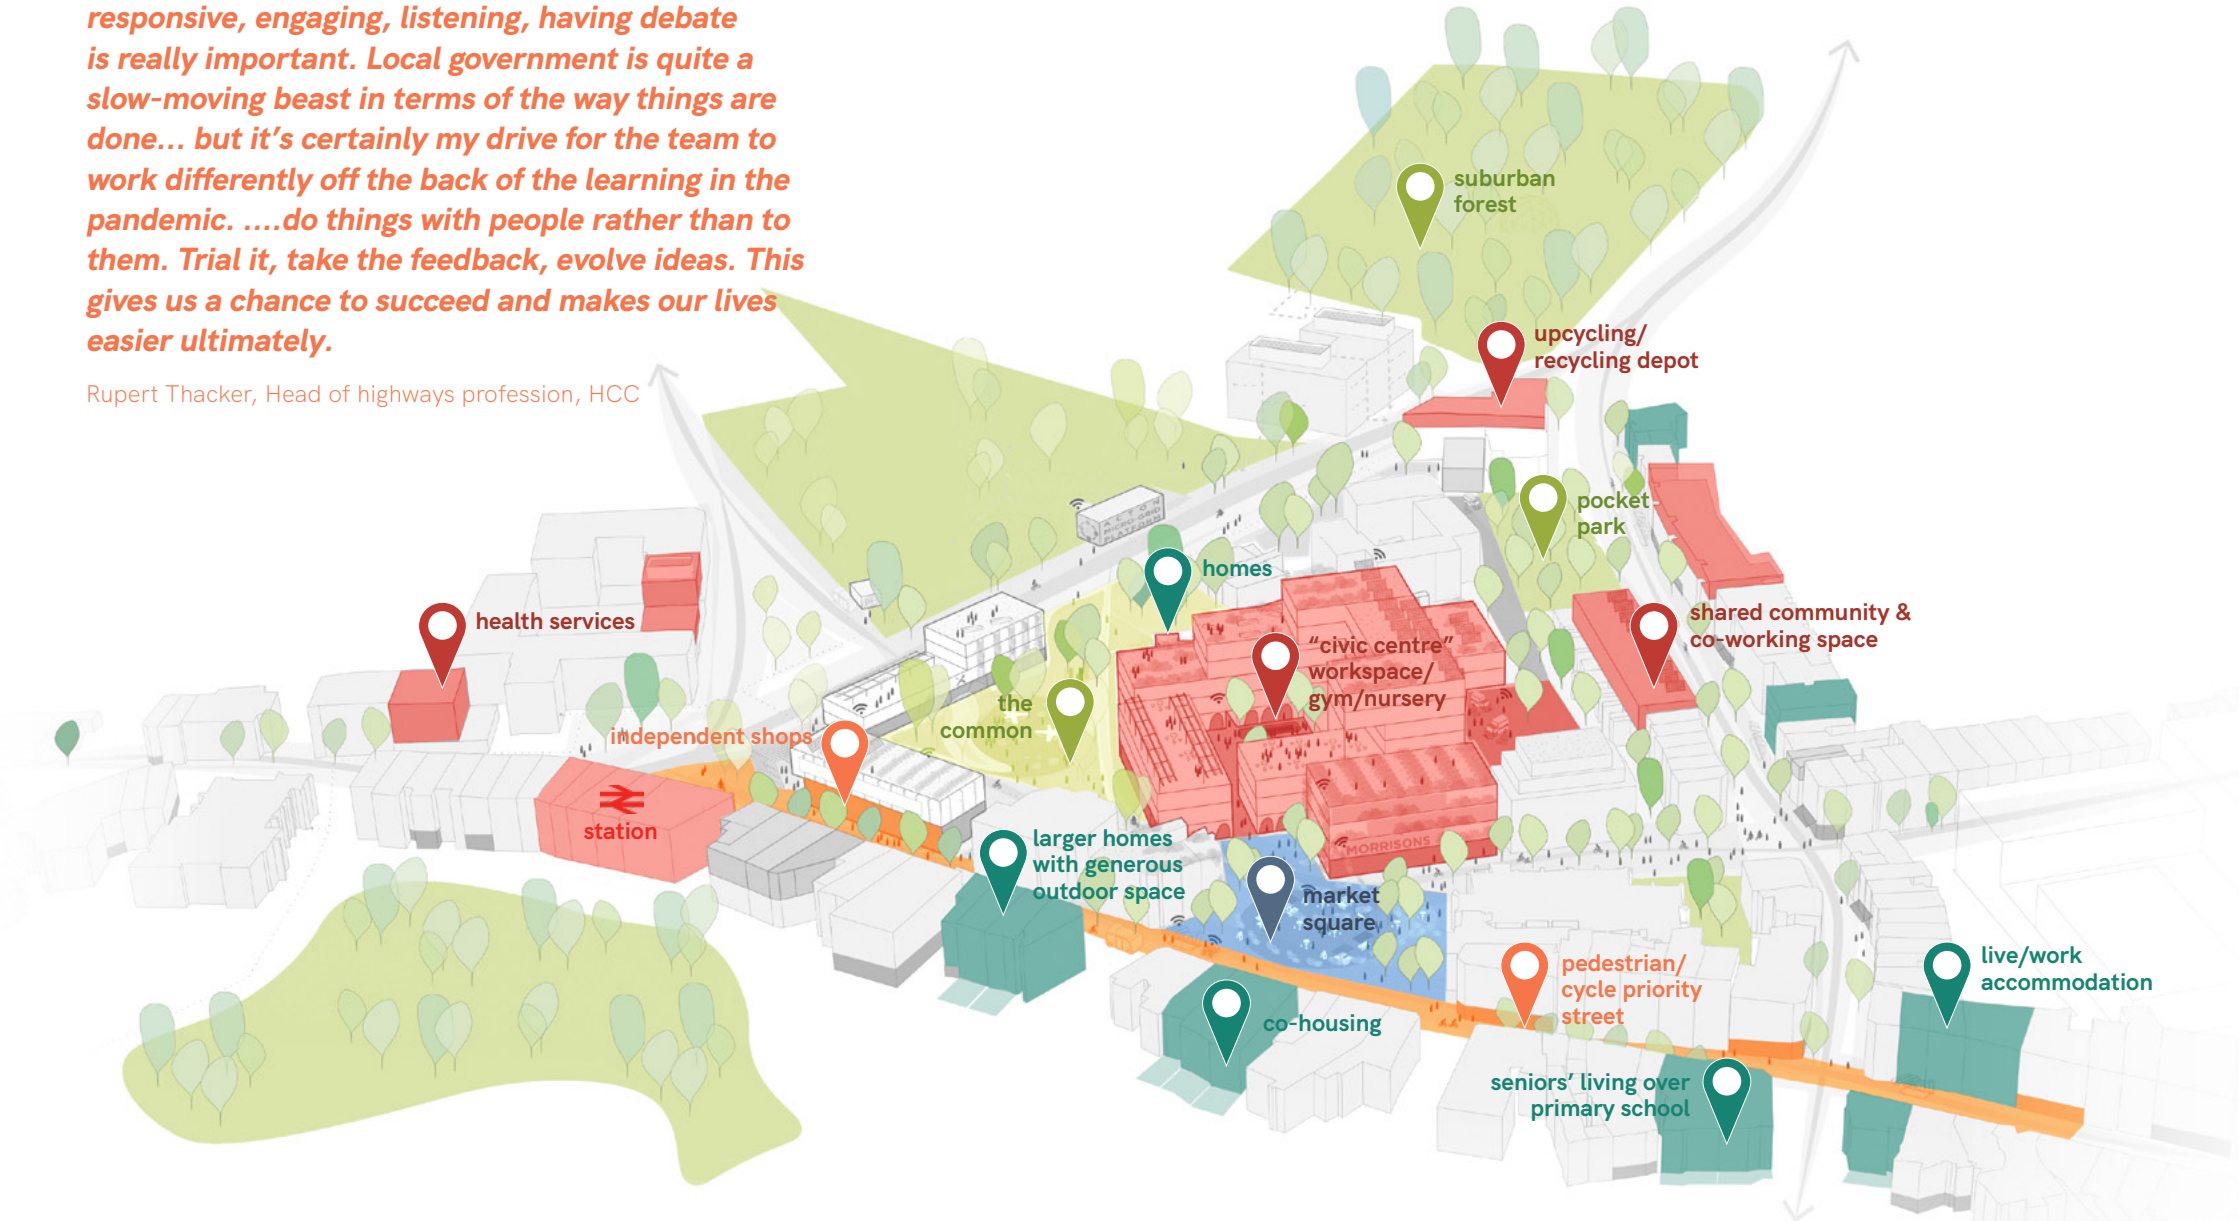 responsive, engaging, listening, having debate
is really important. Local government is quite a
slow-moving beast in terms of the way things are
done... but it's certainly my drive for the team to
work differently off the back of the learning in the
pandemic. ....do things with people rather than to
them. Trial it, take the feedback, evolve ideas. This
gives us a chance to succeed and makes our lives
easier ultimately.
Rupert Thacker, Head of highways profession, HCC
suburban
forest
upcycling/
recycling depot
pocket
park
ACTON
MICRO-GRID
PLATFORM
homes
health services
shared community &
co-working space
"civic centre"
workspace/
gym/nursery
the
common
independent shops
station
MORRISONS
larger homes
with generous
outdoor space
market
square
pedestrian/
cycle priority
street
live/work
accommodation
co-housing
seniors' living over
primary school